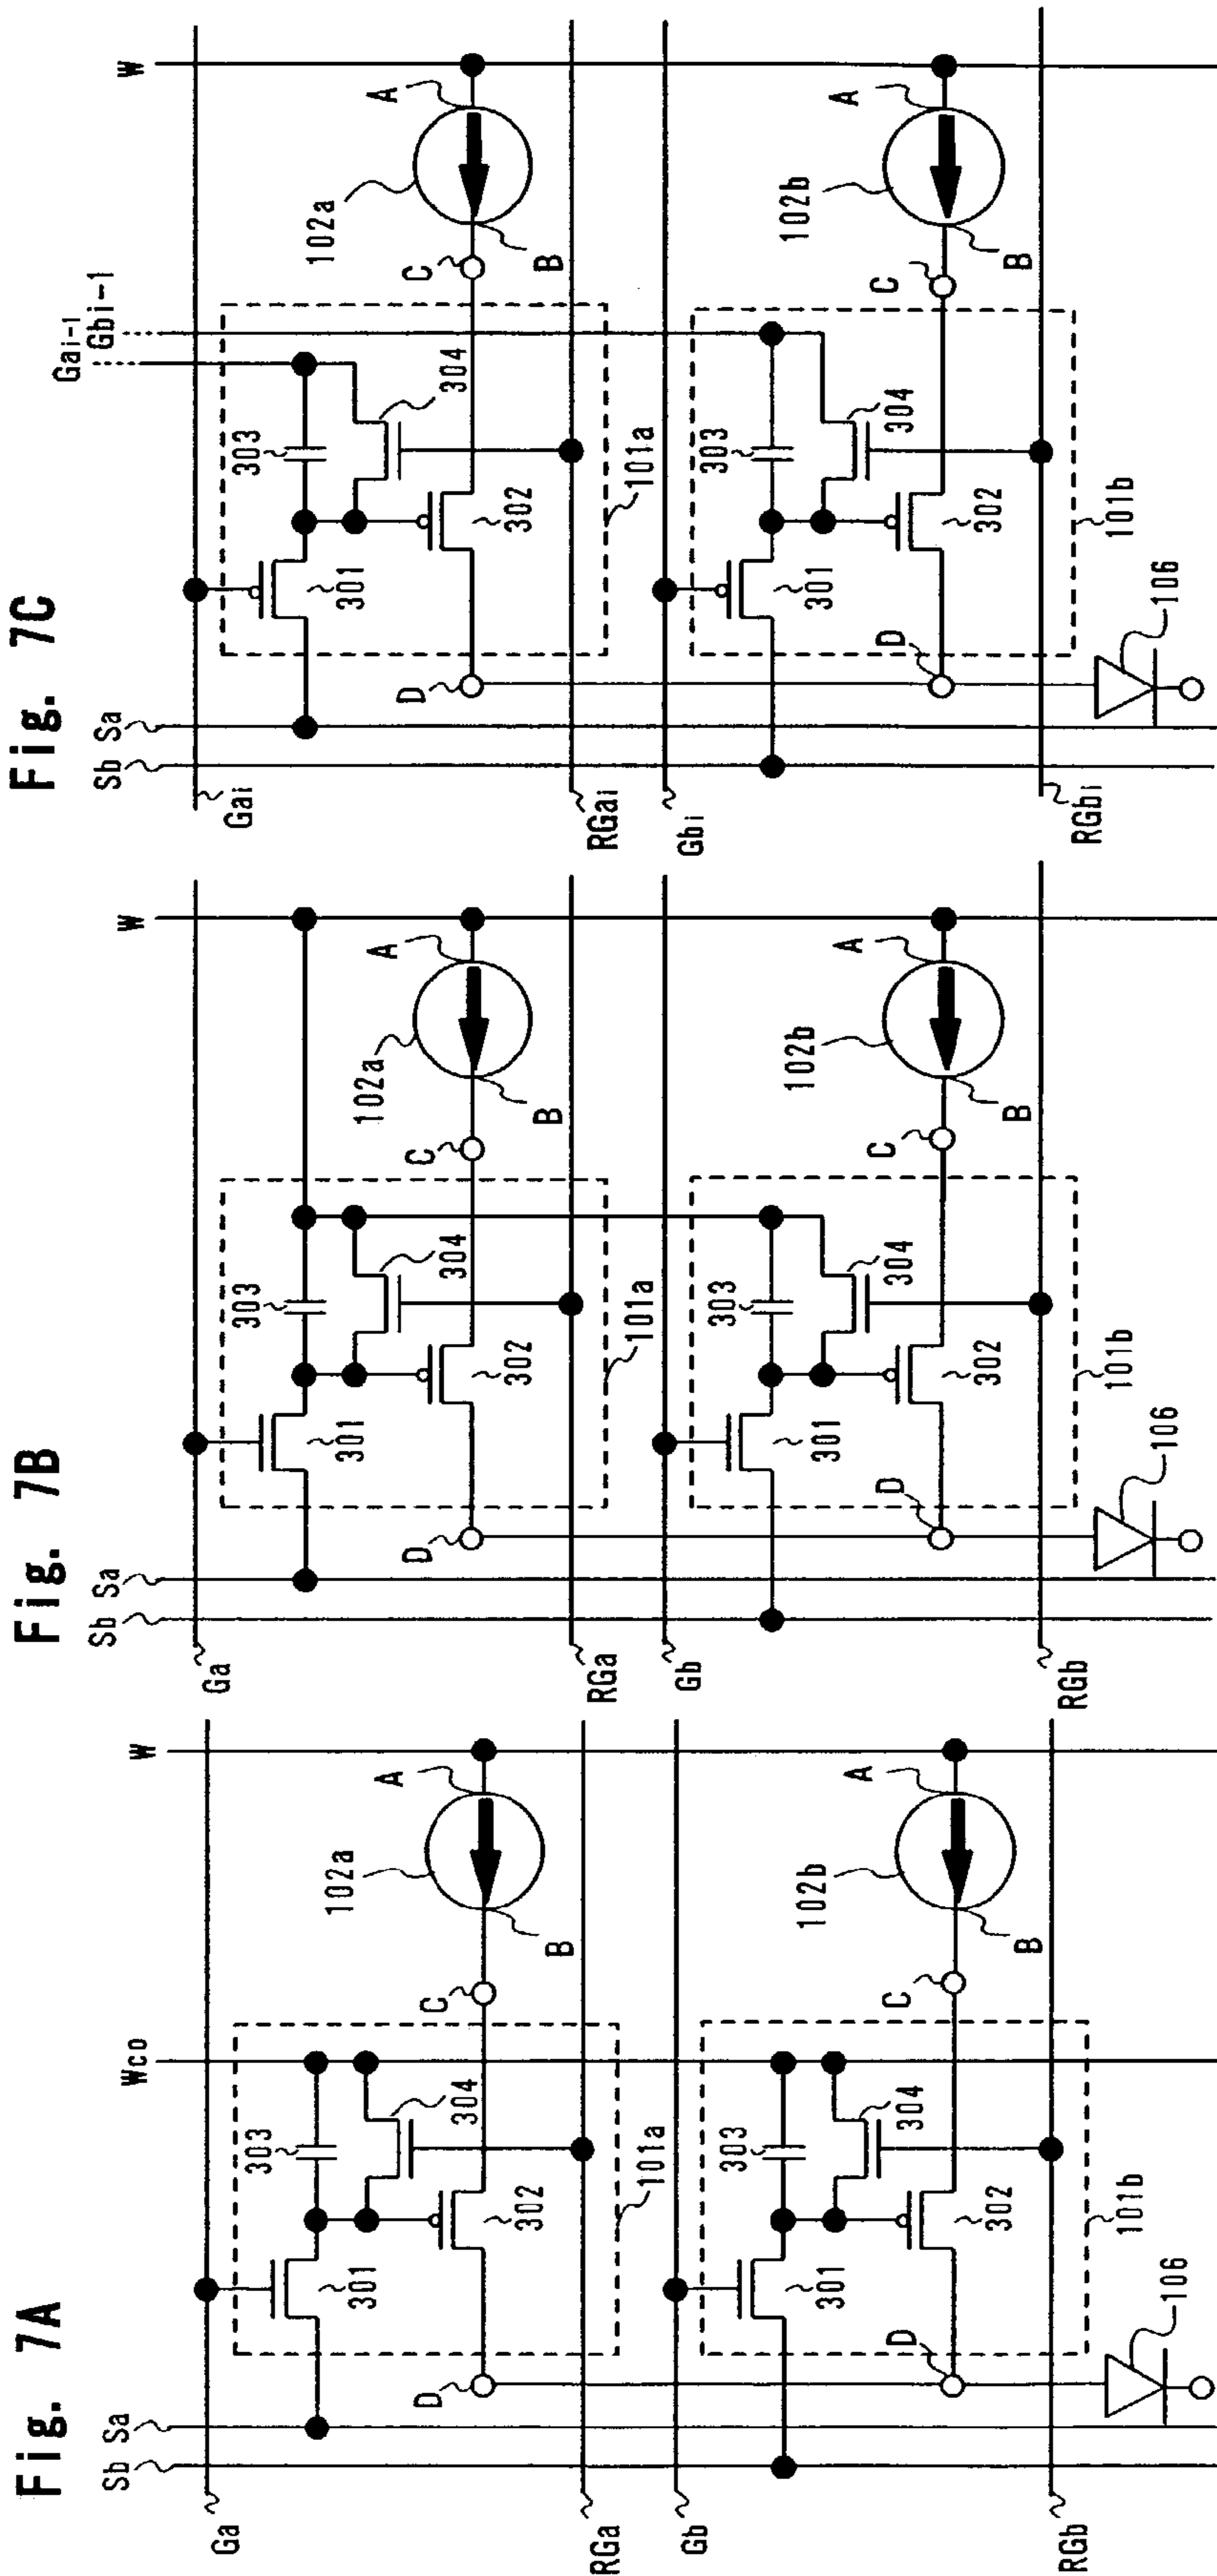 Fig. 7A
Sb
Sa
Wco
W
Ga
303
304
301
302
101a
102a
A
B
C
D
RGa
Gb
303
304
301
302
101b
102b
A
B
C
D
106
RGb
Fig. 7B
Sb
Sa
W
Ga
303
304
301
302
101a
102a
A
B
C
D
RGa
Gb
303
304
301
302
101b
102b
A
B
C
D
106
RGb
Fig. 7C
Sb
Sa
Gai-1
Gbi-1
W
Gai
303
304
301
302
101a
102a
A
B
C
D
RGai
Gbi
303
304
301
302
101b
102b
A
B
C
D
106
RGbi